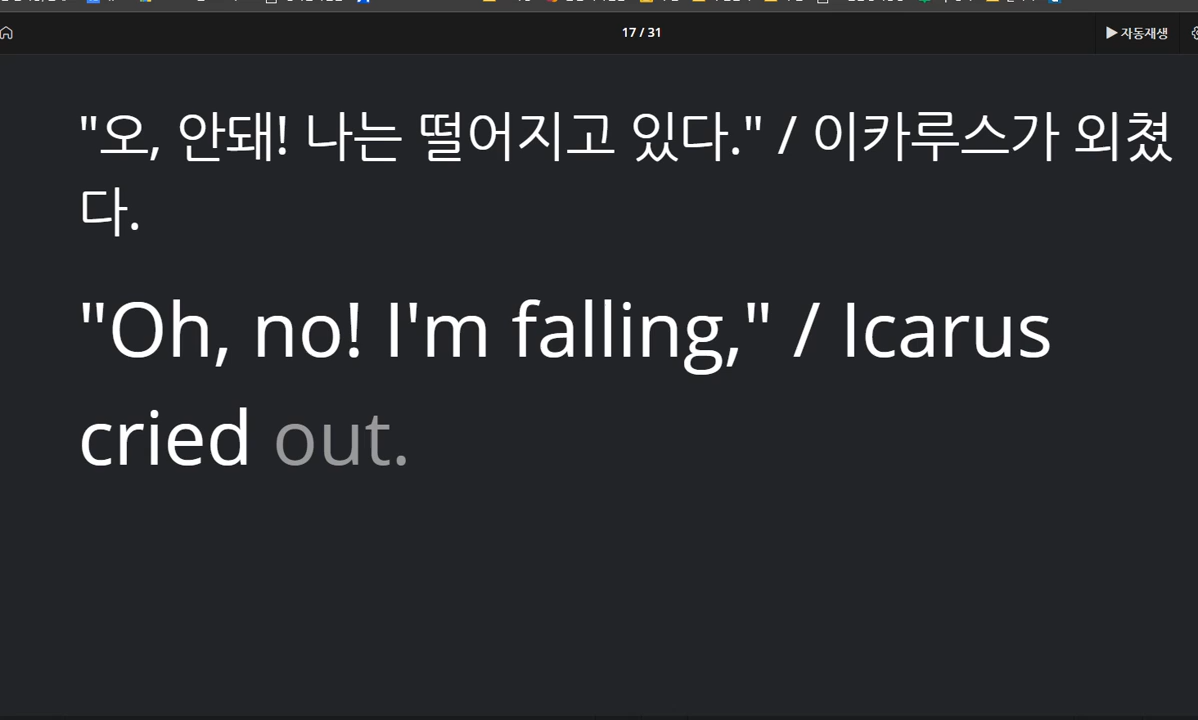 17 / 31
▶ 자동재생
"오, 안돼! 나는 떨어지고 있다." / 이카루스가 외쳤
다.
"Oh, no! I'm falling," / Icarus
cried out.